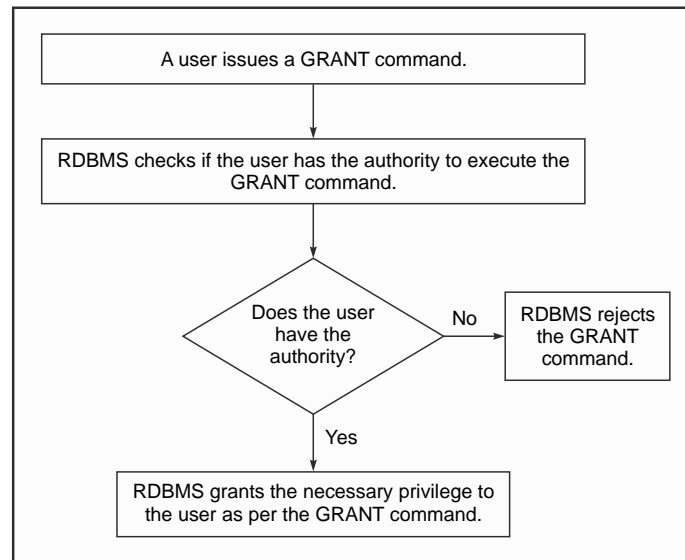 A user issues a GRANT command.
RDBMS checks if the user has the authority to execute the
GRANT command.
Does the user
have the
authority?
No
RDBMS rejects
the GRANT
command.
Yes
RDBMS grants the necessary privilege to
the user as per the GRANT command.